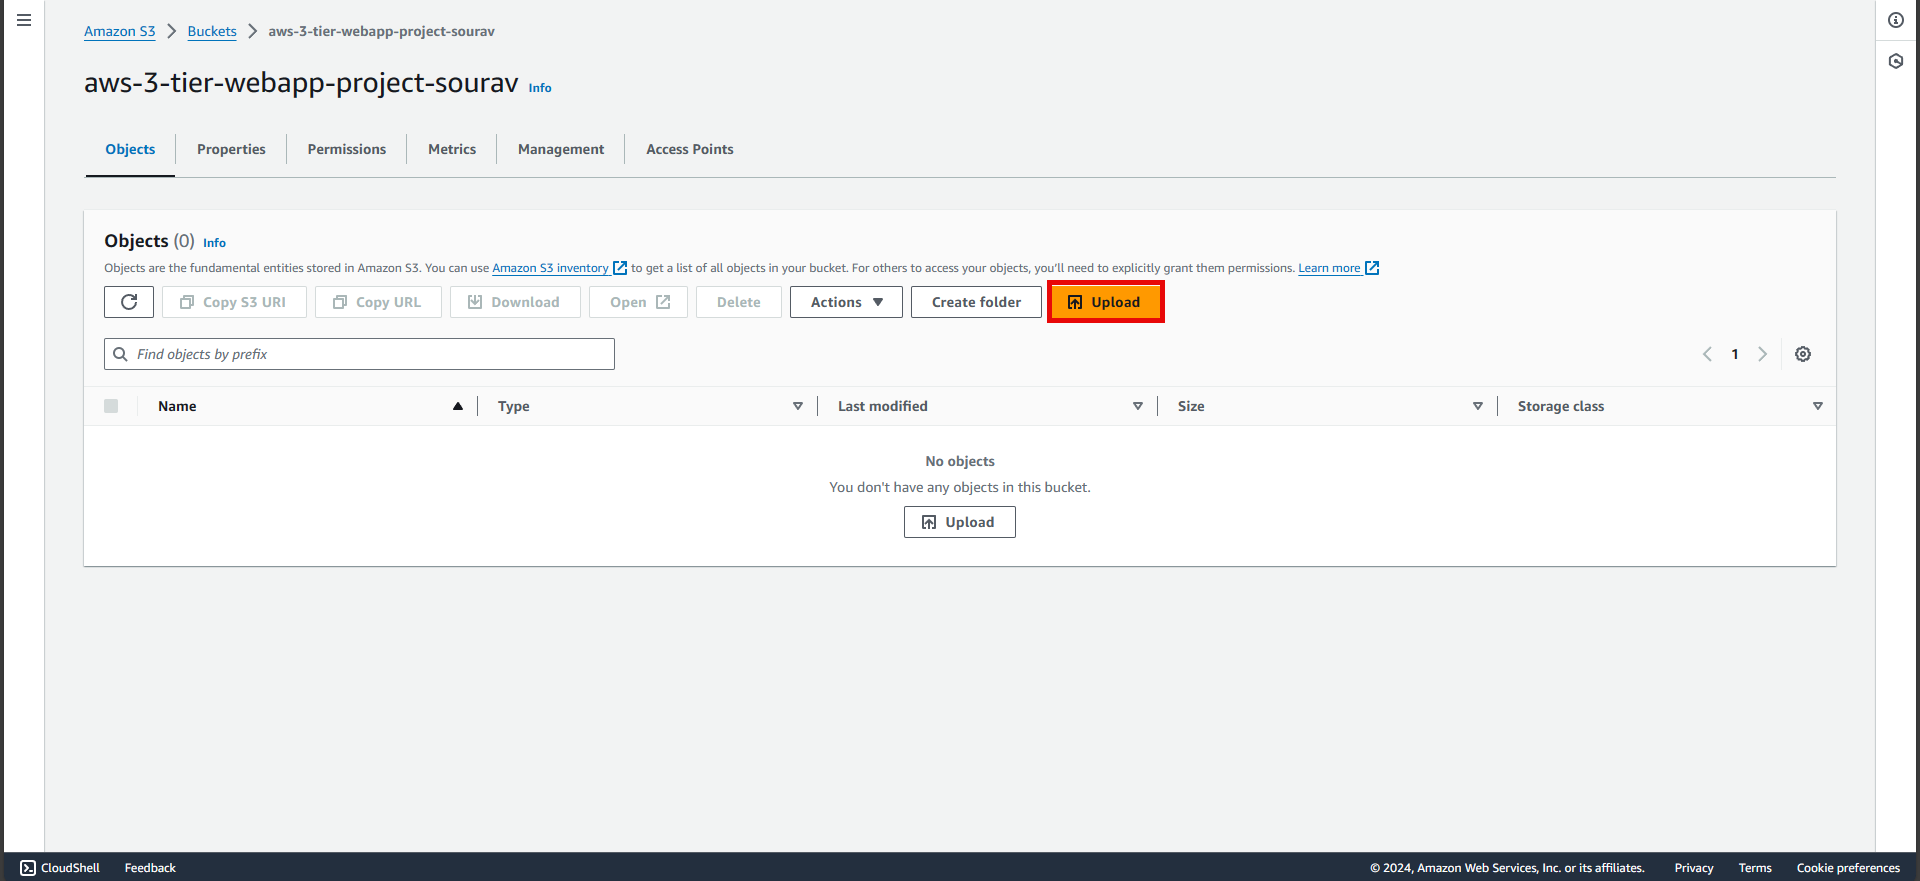 Amazon S3 > Buckets > aws-3-tier-webapp-project-sourav
aws-3-tier-webapp-project-sourav Info
Objects Properties Permissions Metrics Management Access Points
Objects (0) Info
Objects are the fundamental entities stored in Amazon S3. You can use Amazon S3 inventory to get a list of all objects in your bucket. For others to access your objects, you'll need to explicitly grant them permissions. Learn more
Copy S3 URI Copy URL Download Open Delete Actions Create folder Upload
Find objects by prefix 1
Name Type Last modified Size Storage class
No objects
You don't have any objects in this bucket.
Upload
CloudShell Feedback © 2024, Amazon Web Services, Inc. or its affiliates. Privacy Terms Cookie preferences